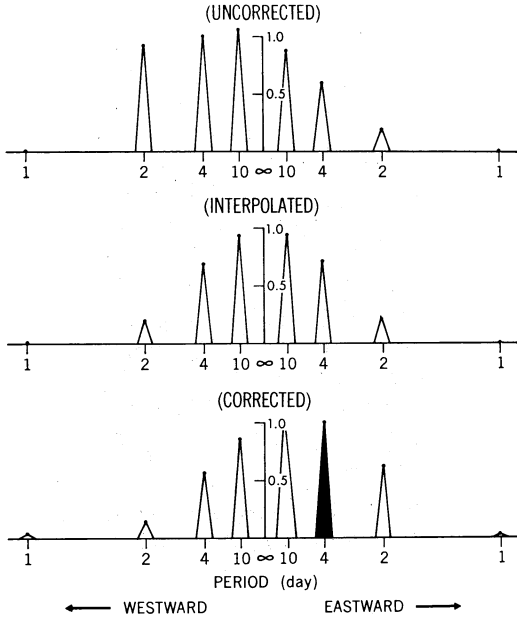 (UNCORRECTED)
1.0
0.5
1 2 4 10 ∞ 10 4 2 1
(INTERPOLATED)
1.0
0.5
1 2 4 10 ∞ 10 4 2 1
(CORRECTED)
1.0
0.5
1 2 4 10 ∞ 10 4 2 1
PERIOD (day)
WESTWARD EASTWARD